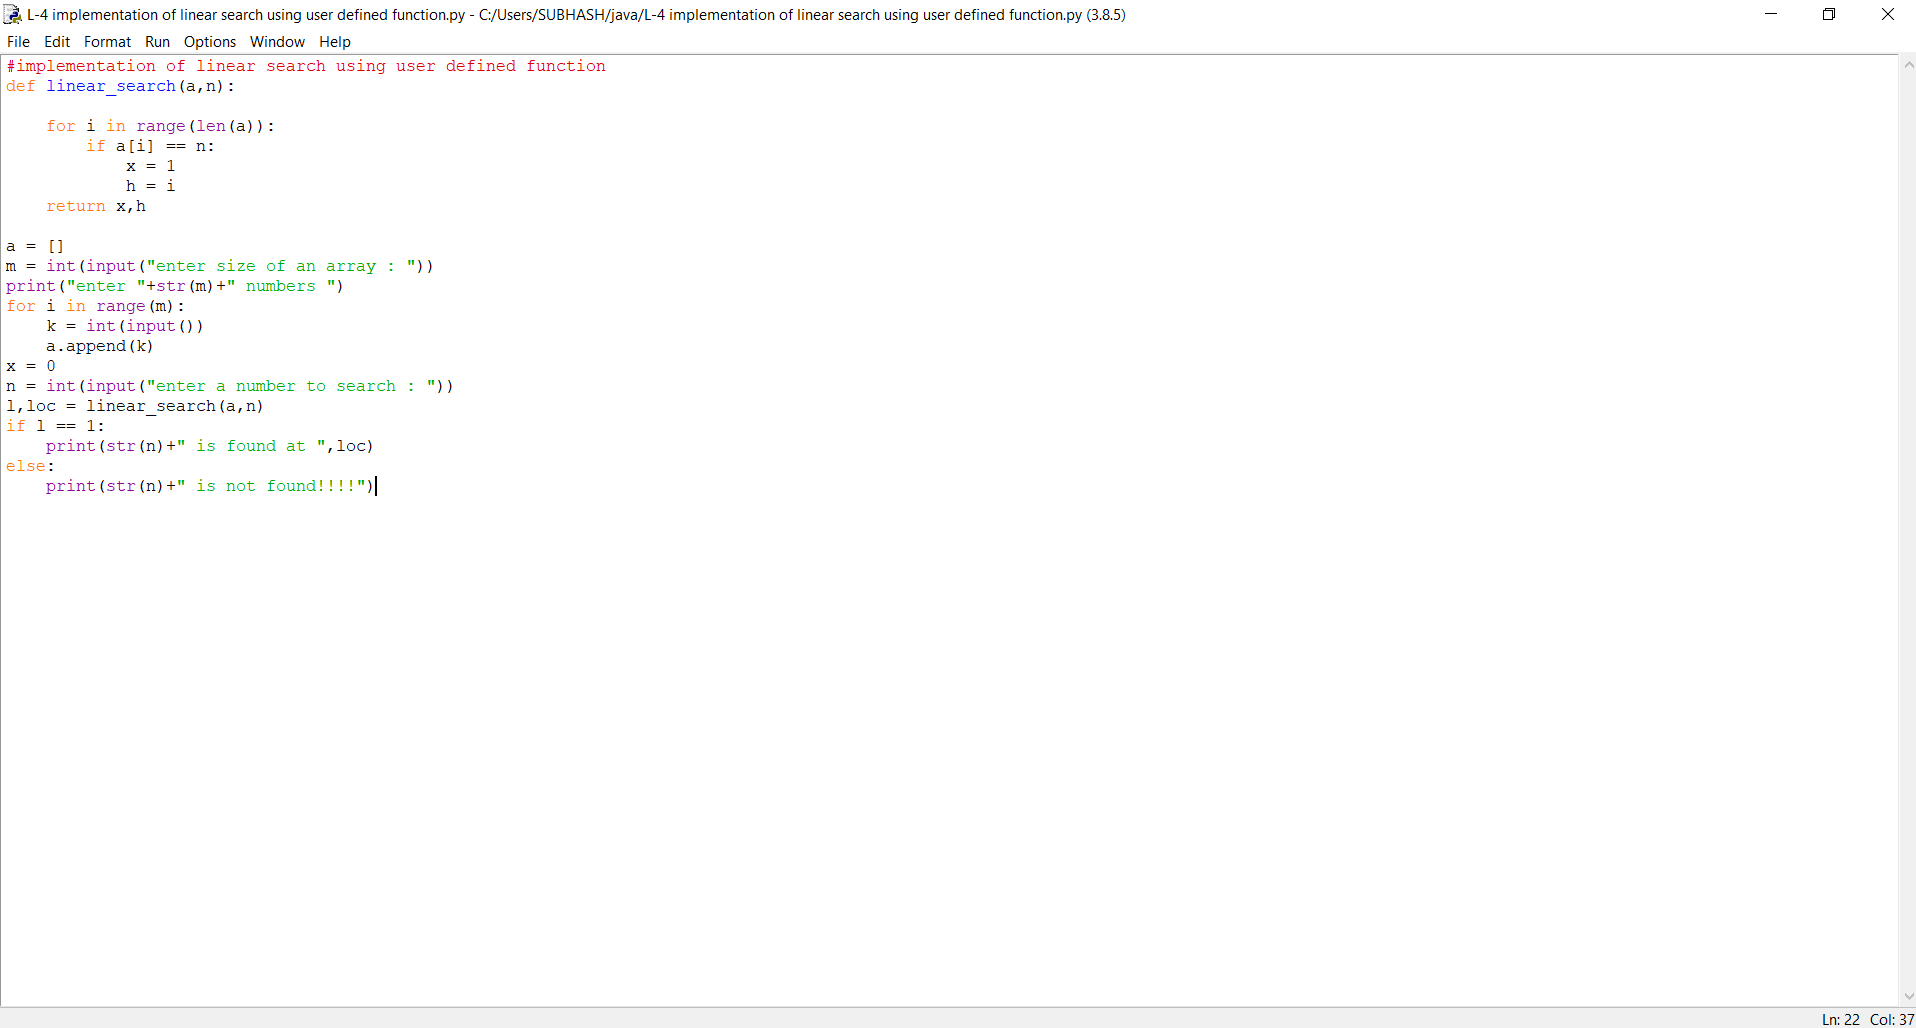 L-4 implementation of linear search using user defined function.py - C:/Users/SUBHASH/java/L-4 implementation of linear search using user defined function.py (3.8.5)
File Edit Format Run Options Window Help
#implementation of linear search using user defined function
def linear_search(a,n):

    for i in range(len(a)):
        if a[i] == n:
            x = 1
            h = i
    return x,h

a = []
m = int(input("enter size of an array : "))
print("enter "+str(m)+" numbers ")
for i in range(m):
    k = int(input())
    a.append(k)
x = 0
n = int(input("enter a number to search : "))
l,loc = linear_search(a,n)
if l == 1:
    print(str(n)+" is found at ",loc)
else:
    print(str(n)+" is not found!!!!")
Ln: 22 Col: 37